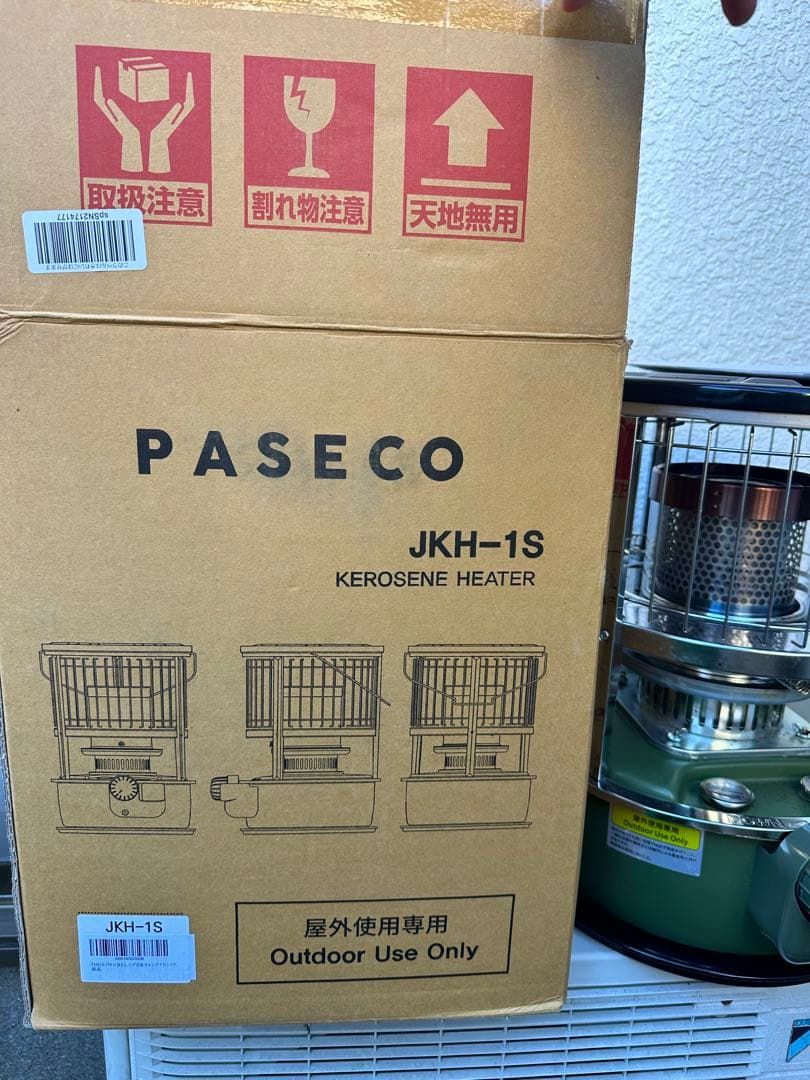 取扱注意
割れ物注意
天地無用
spSN2174177
PASECO
JKH-1S
KEROSENE HEATER
JKH-1S
屋外使用専用
Outdoor Use Only
屋外使用専用
Outdoor Use Only